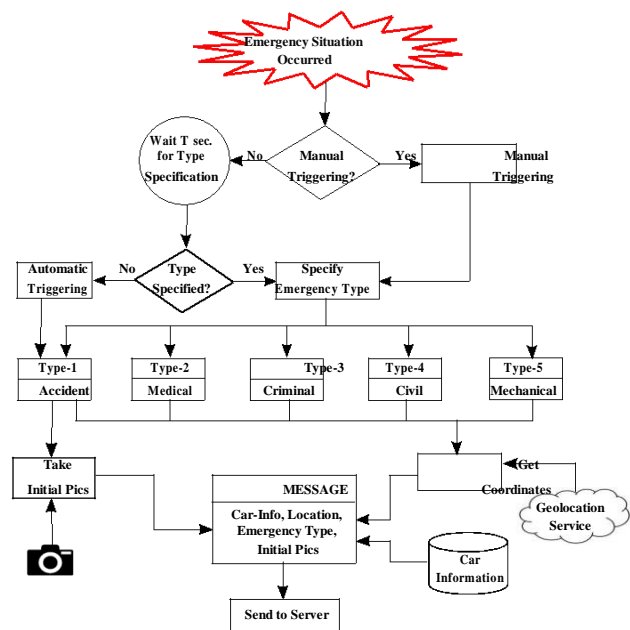 Emergency Situation
Occurred
Wait T sec.
for Type
Specification
No
Manual
Triggering?
Yes
Manual
Triggering
Automatic
Triggering
No
Type
Specified?
Yes
Specify
Emergency Type
Type-1
Accident
Type-2
Medical
Type-3
Criminal
Type-4
Civil
Type-5
Mechanical
Take
Initial Pics
MESSAGE
Car-Info, Location,
Emergency Type,
Initial Pics
Get
Coordinates
Geolocation
Service
Car
Information
Send to Server